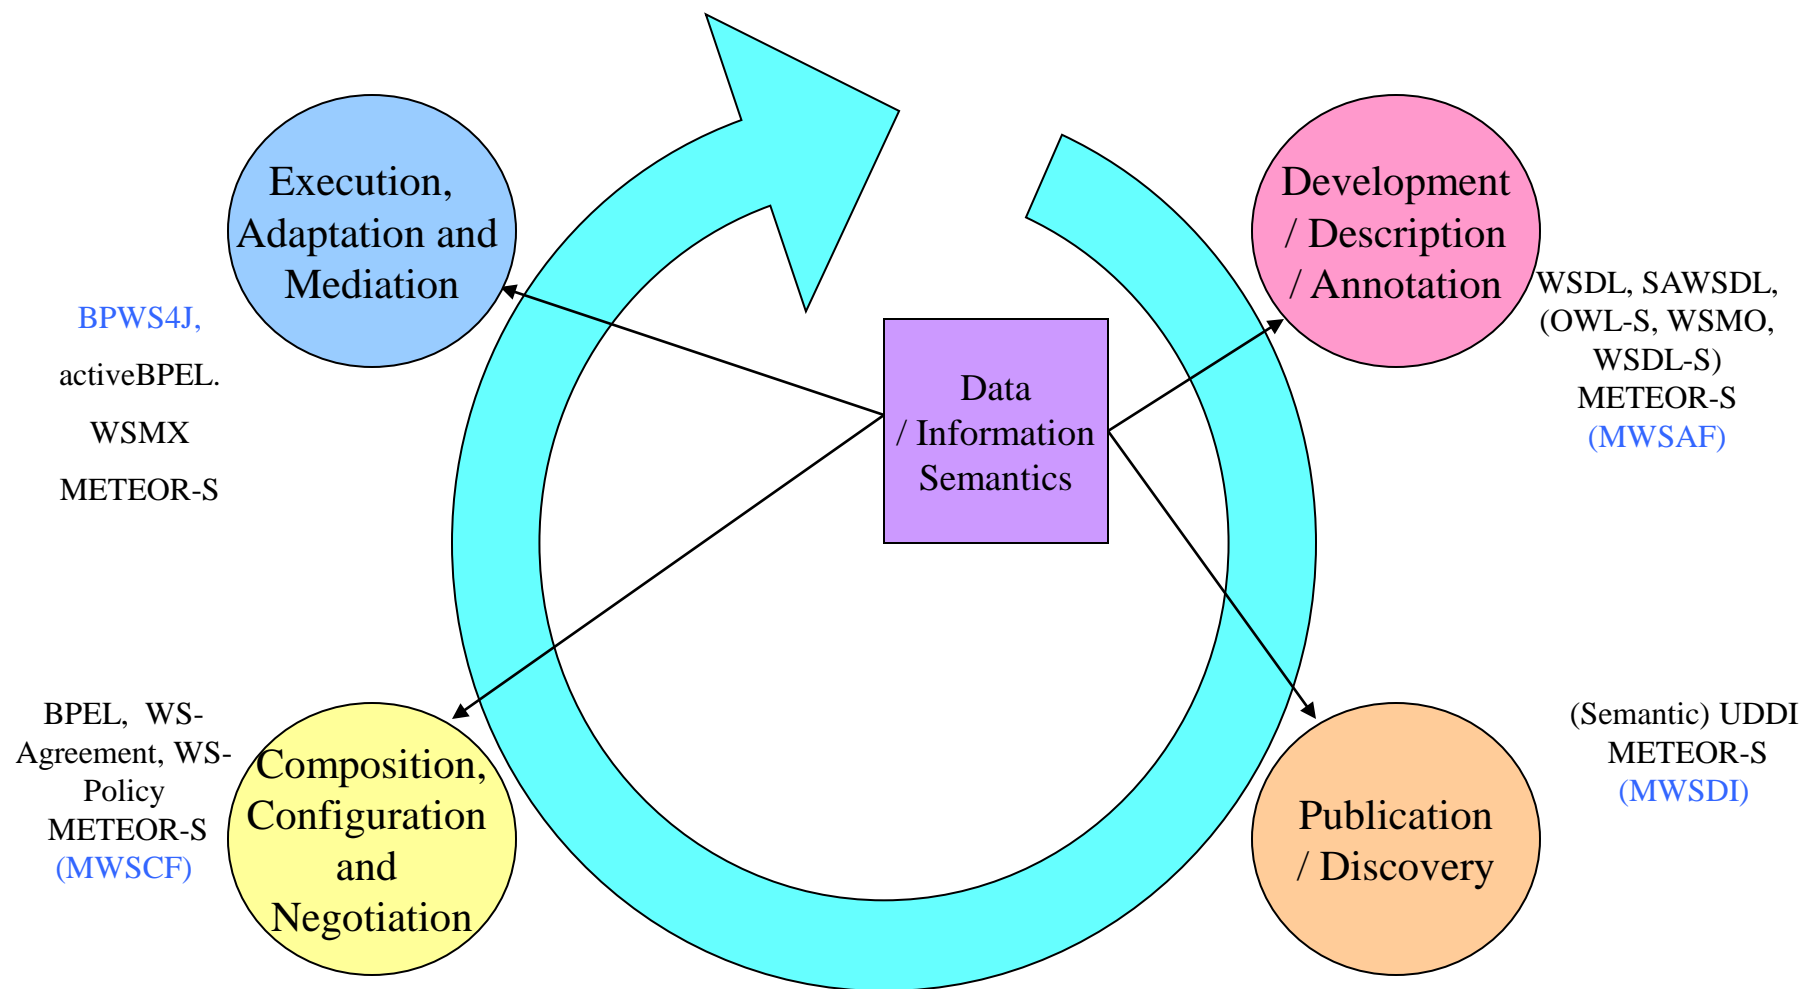 Execution,
Adaptation and
Mediation
BPWS4J,
activeBPEL.
WSMX
METEOR-S
Development
/ Description
/ Annotation
WSDL, SAWSDL,
(OWL-S, WSMO,
WSDL-S)
METEOR-S
(MWSAF)
Data
/ Information
Semantics
BPEL,  WS-
Agreement, WS-
Policy
METEOR-S
(MWSCF)
Composition,
Configuration
and
Negotiation
Publication
/ Discovery
(Semantic) UDDI
METEOR-S
(MWSDI)